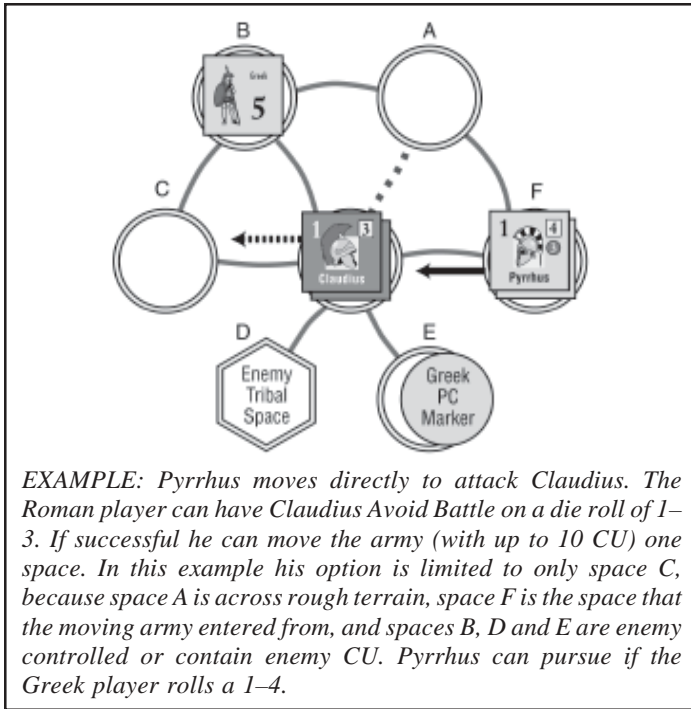 B
A
Greek
5
C
F
1
3
Claudius
1
4
3
Pyrrhus
D
E
Enemy
Tribal
Space
Greek
PC
Marker
EXAMPLE: Pyrrhus moves directly to attack Claudius. The
Roman player can have Claudius Avoid Battle on a die roll of 1–
3. If successful he can move the army (with up to 10 CU) one
space. In this example his option is limited to only space C,
because space A is across rough terrain, space F is the space that
the moving army entered from, and spaces B, D and E are enemy
controlled or contain enemy CU. Pyrrhus can pursue if the
Greek player rolls a 1–4.